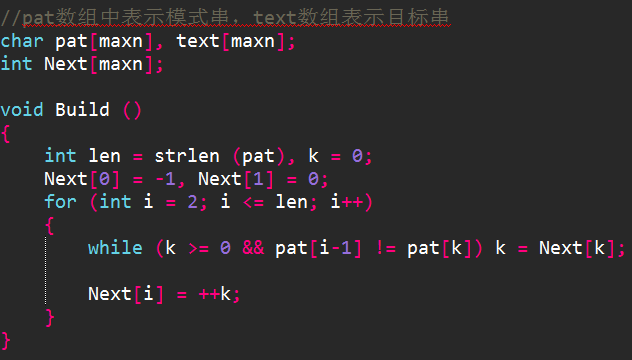 //pat数组中表示模式串. text数组表示目标串
char pat[maxn], text[maxn];
int Next[maxn];
void Build ()
{
int len = strlen (pat), k = 0;
Next[0] = -1, Next[1] = 0;
for (int i = 2; i <= len; i++)
{
while (k >= 0 && pat[i-1] != pat[k]) k = Next[k];
Next[i] = ++k;
}
}